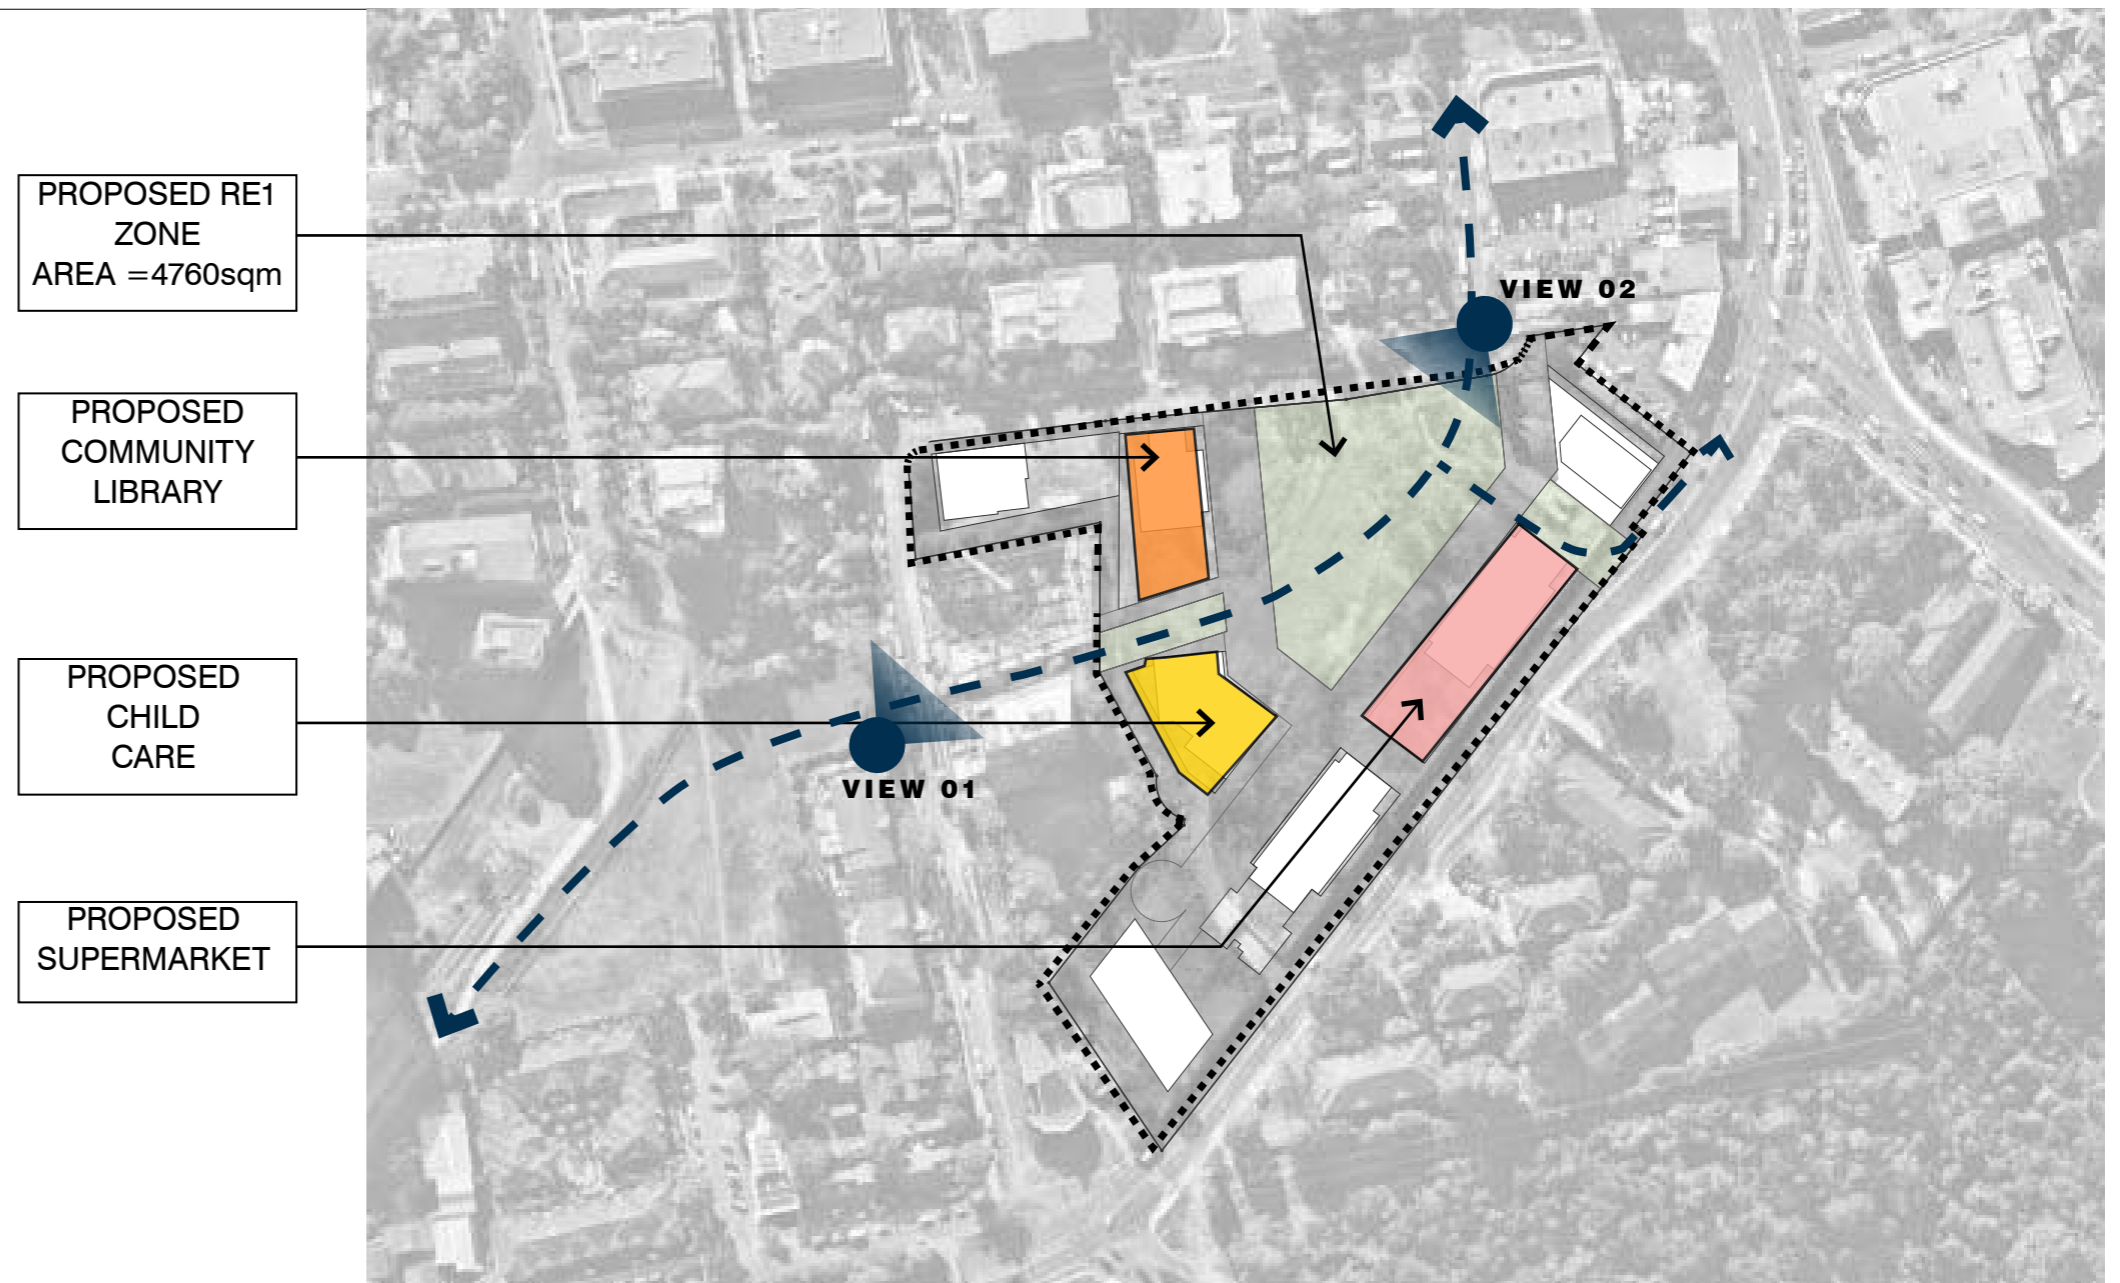 PROPOSED RE1
ZONE
AREA =4760sqm
PROPOSED
COMMUNITY
LIBRARY
PROPOSED
CHILD
CARE
PROPOSED
SUPERMARKET
VIEW 02
VIEW 01